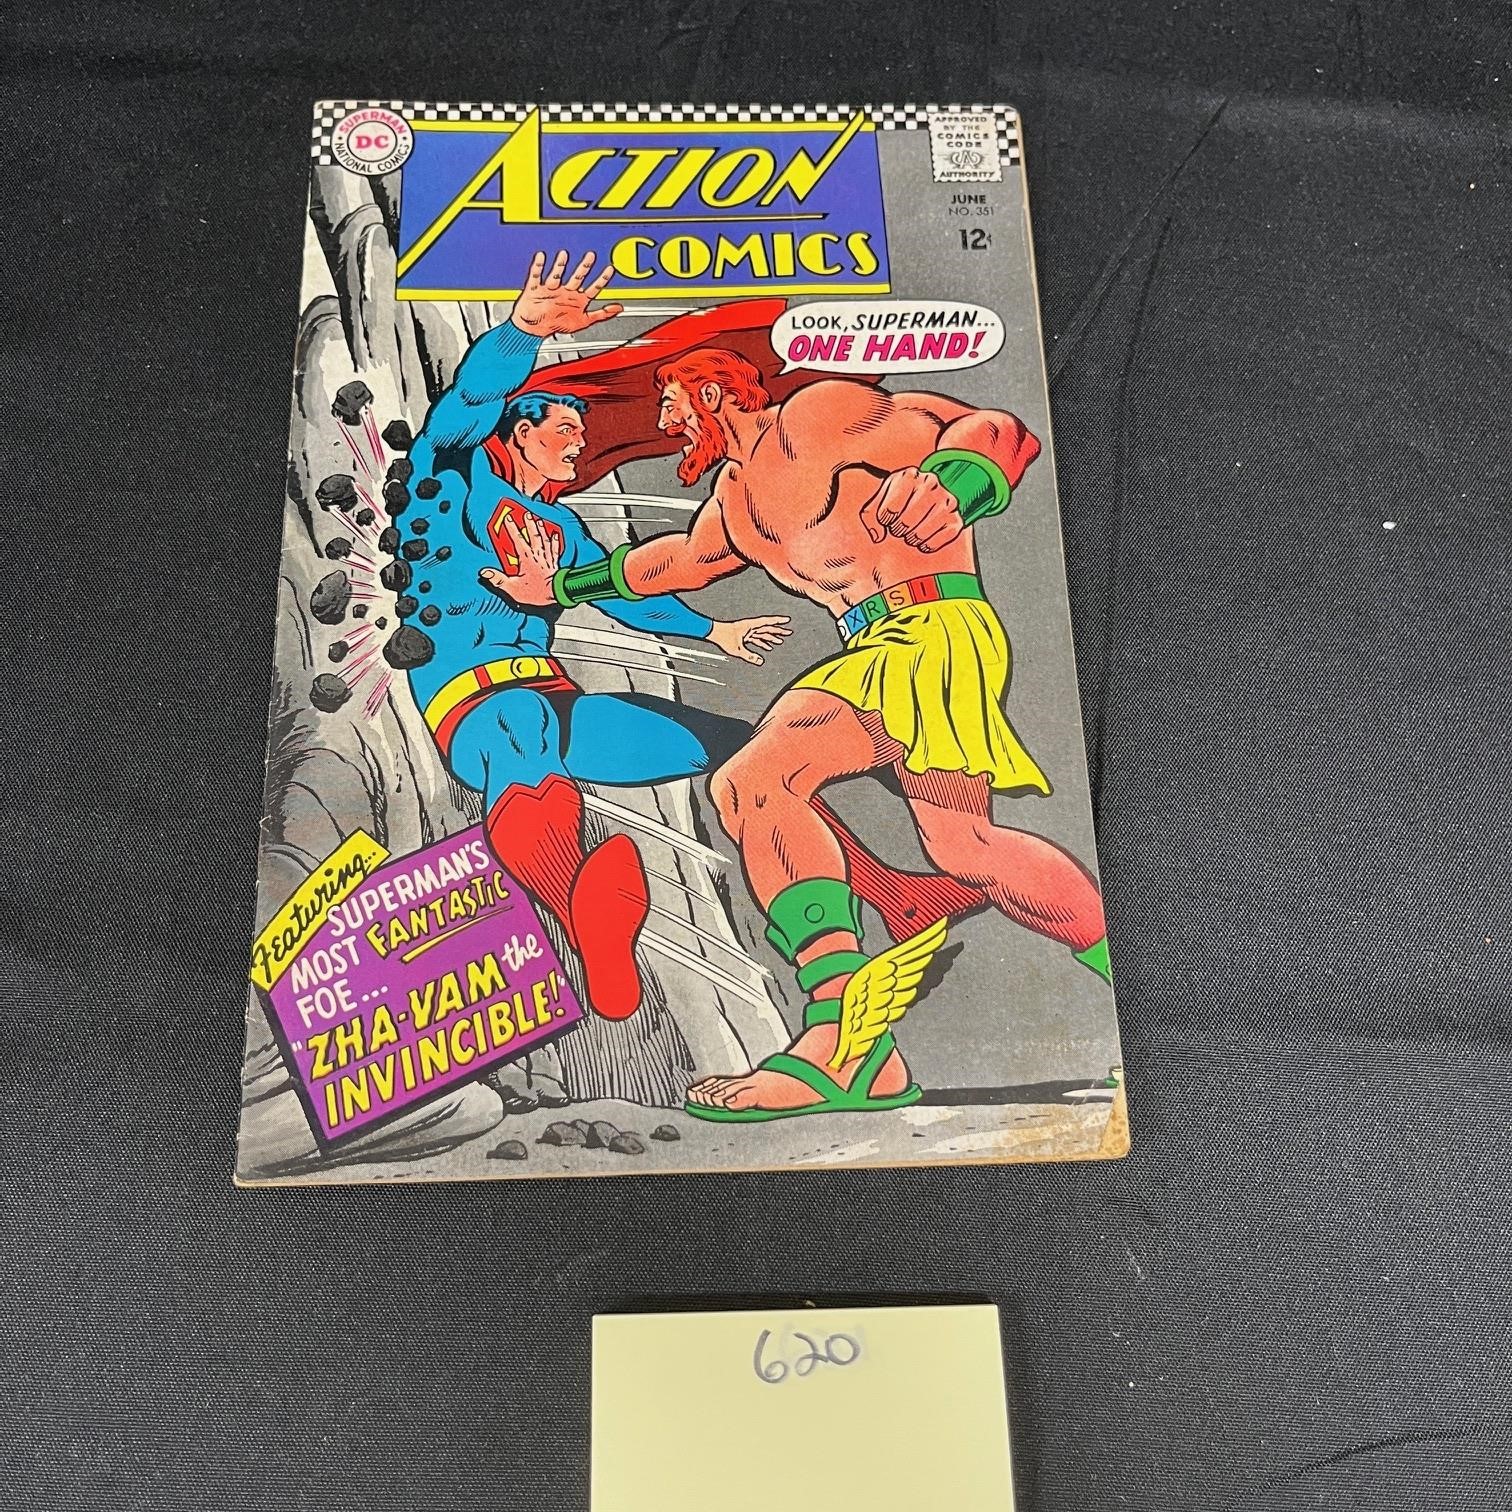 SUPERMAN
DC
NATIONAL COMICS
ACTION
COMICS
APPROVED
BY THE
COMICS
CODE
CA
AUTHORITY
JUNE
NO. 351
12¢
LOOK, SUPERMAN...
ONE HAND!
X R S I
Featuring...
SUPERMAN'S
MOST FANTASTIC
FOE...
"ZHA-VAM the
INVINCIBLE!"
620